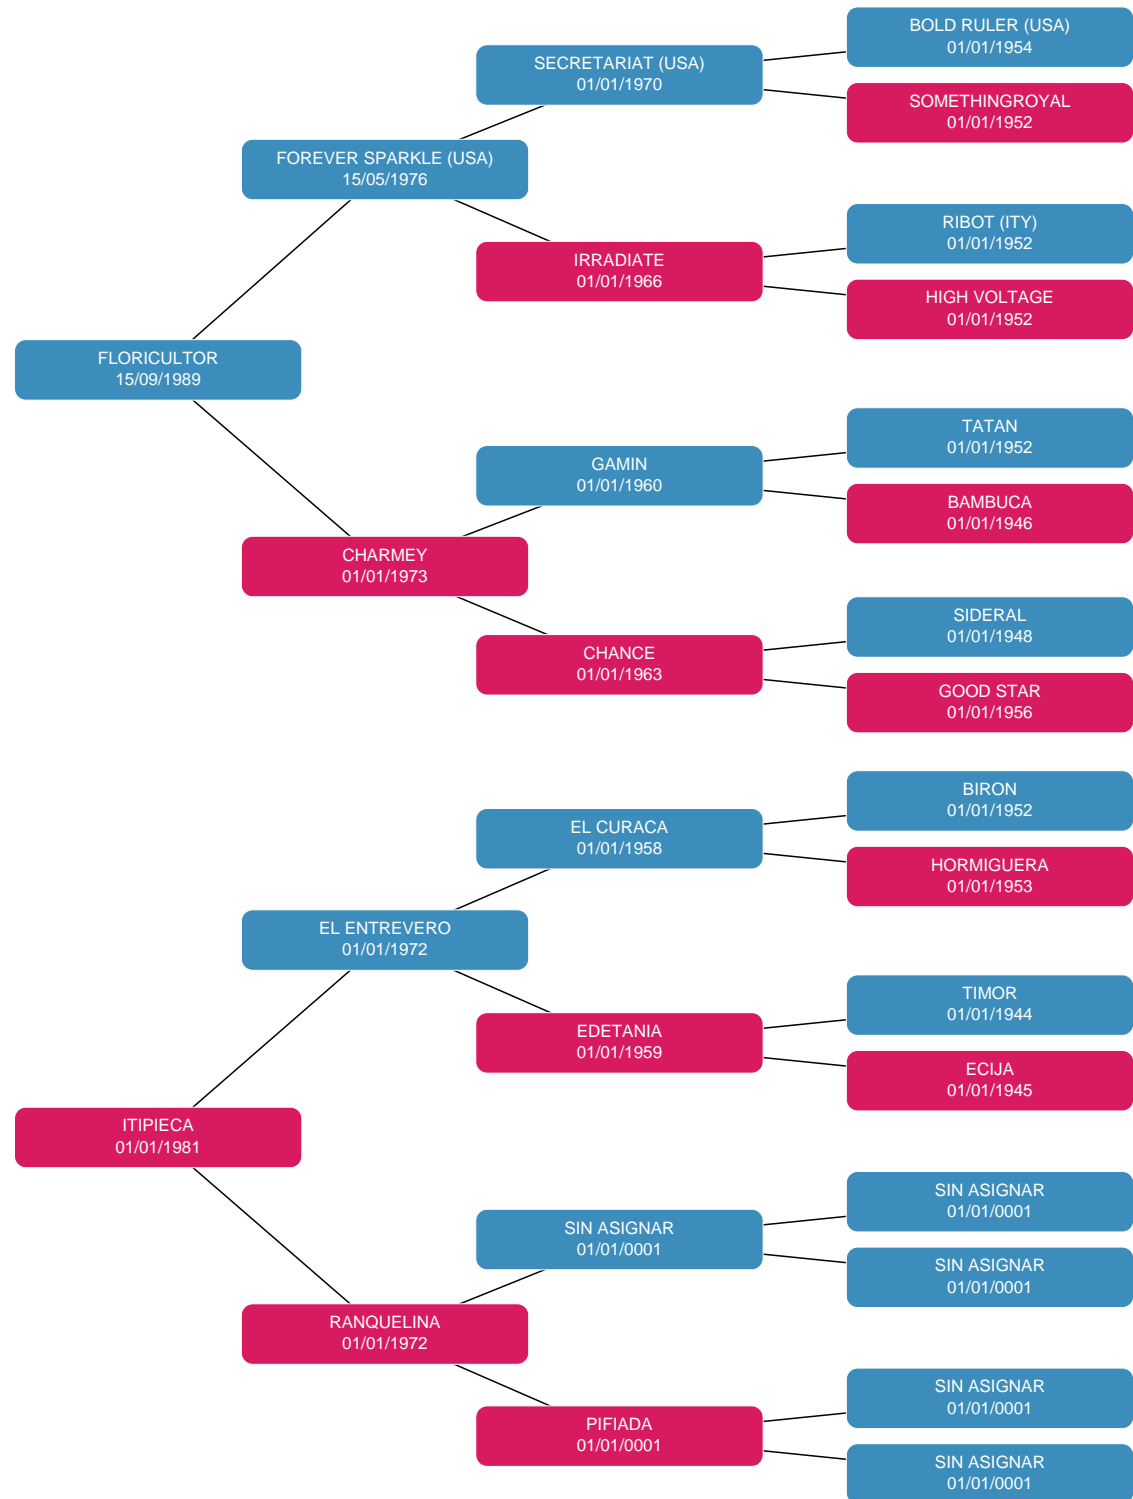 BOLD RULER (USA)
01/01/1954
SECRETARIAT (USA)
01/01/1970
SOMETHINGROYAL
01/01/1952
FOREVER SPARKLE (USA)
15/05/1976
RIBOT (ITY)
01/01/1952
IRRADIATE
01/01/1966
HIGH VOLTAGE
01/01/1952
FLORICULTOR
15/09/1989
TATAN
01/01/1952
GAMIN
01/01/1960
BAMBUCA
01/01/1946
CHARMEY
01/01/1973
SIDERAL
01/01/1948
CHANCE
01/01/1963
GOOD STAR
01/01/1956
BIRON
01/01/1952
EL CURACA
01/01/1958
HORMIGUERA
01/01/1953
EL ENTREVERO
01/01/1972
TIMOR
01/01/1944
EDETANIA
01/01/1959
ECIJA
01/01/1945
ITIPIECA
01/01/1981
SIN ASIGNAR
01/01/0001
SIN ASIGNAR
01/01/0001
SIN ASIGNAR
01/01/0001
RANQUELINA
01/01/1972
SIN ASIGNAR
01/01/0001
PIFIADA
01/01/0001
SIN ASIGNAR
01/01/0001